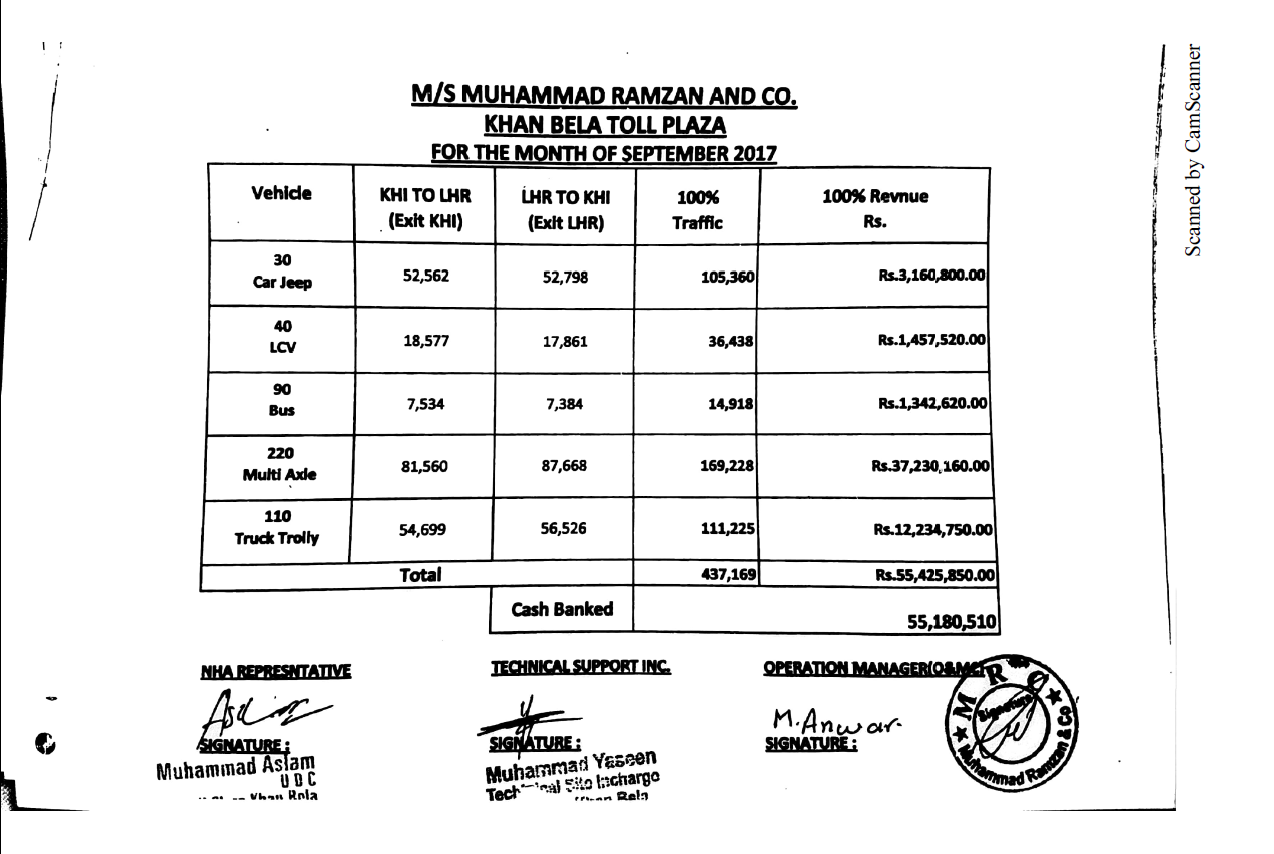 M/S MUHAMMAD RAMZAN AND CO.
KHAN BELA TOLL PLAZA
FOR THE MONTH OF SEPTEMBER 2017
Vehicle KHI TO LHR (Exit KHI) LHR TO KHI (Exit LHR) 100% Traffic 100% Revnue Rs.
30 Car Jeep 52,562 52,798 105,360 Rs.3,160,800.00
40 LCV 18,577 17,861 36,438 Rs.1,457,520.00
90 Bus 7,534 7,384 14,918 Rs.1,342,620.00
220 Multi Axle 81,560 87,668 169,228 Rs.37,230,160.00
110 Truck Trolly 54,699 56,526 111,225 Rs.12,234,750.00
Total 437,169 Rs.55,425,850.00
Cash Banked 55,180,510
NHA REPRESNTATIVE TECHNICAL SUPPORT INC. OPERATION MANAGER(O&MC)
M. Anwar
SIGNATURE : SIGNATURE : SIGNATURE :
Muhammad Aslam
UDC
Khan Bela
Muhammad Yaseen
Technical Site Incharge
Khan Bela
M R C
Signature
Muhammad Ramzan & Co
Scanned by CamScanner